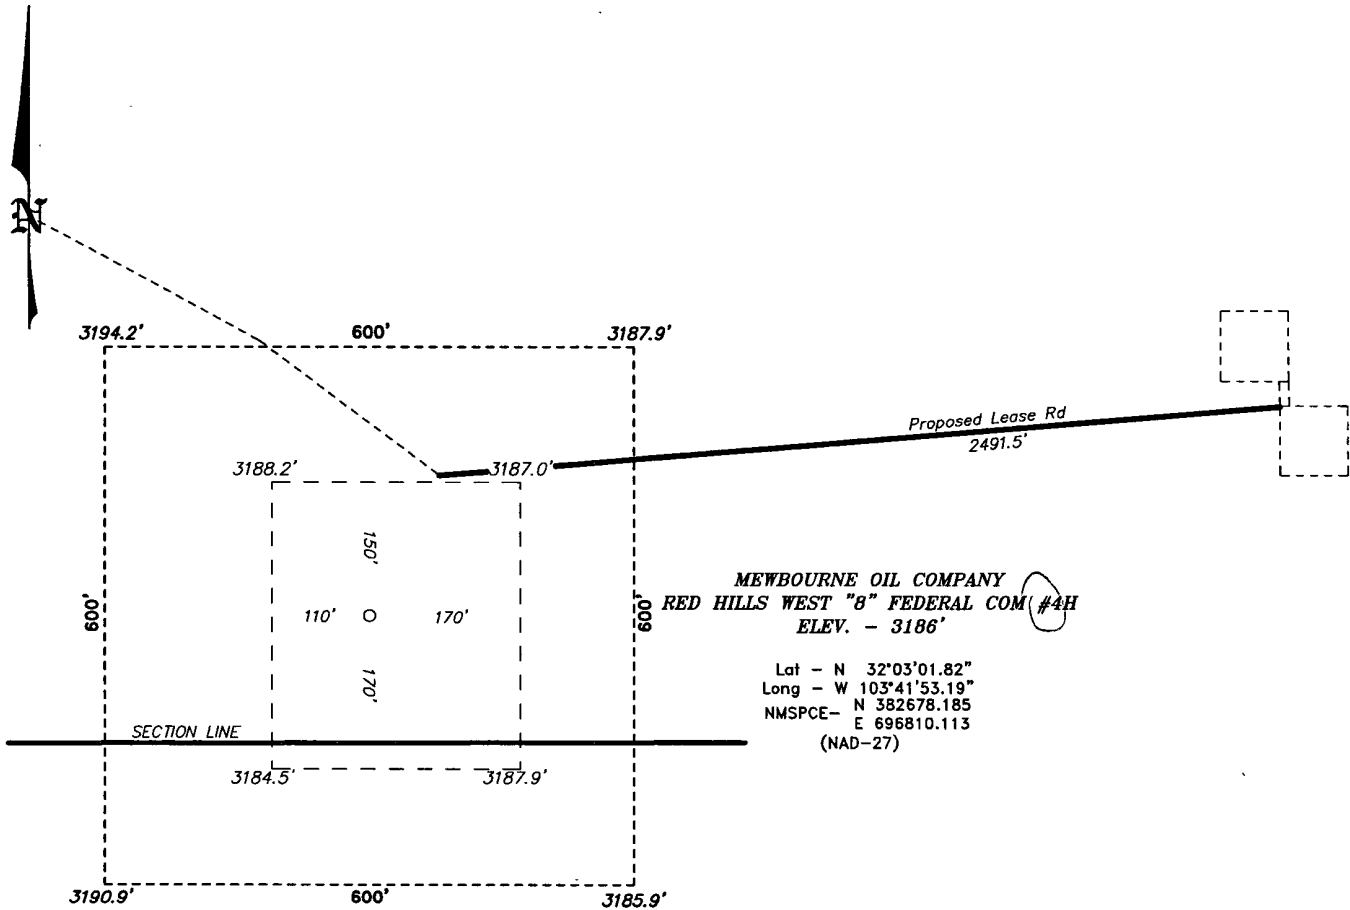 N
3194.2'
600'
3187.9'
Proposed Lease Rd
2491.5'
3188.2'
3187.0'
150'
110'
170'
170'
600'
600'
MEWBOURNE OIL COMPANY
RED HILLS WEST "8" FEDERAL COM #4H
ELEV. - 3186'
Lat - N 32°03'01.82"
Long - W 103°41'53.19"
NMSPCE- N 382678.185
E 696810.113
(NAD-27)
SECTION LINE
3184.5'
3187.9'
3190.9'
600'
3185.9'